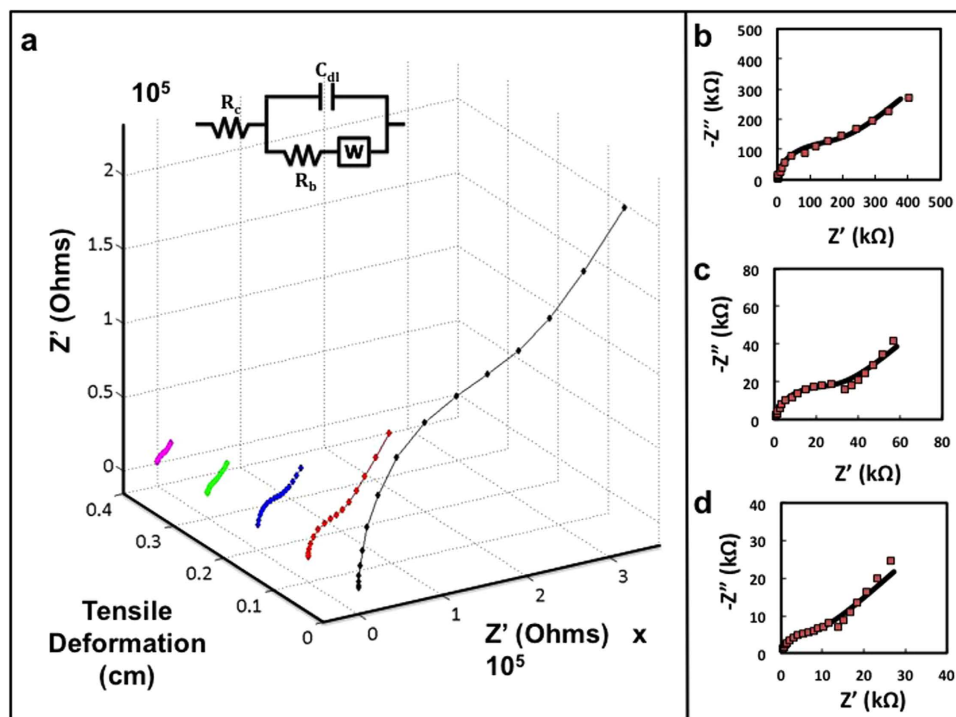 a
10⁵
R_c
C_dl
R_b
W
Z' (Ohms)
2
1.5
1
0.5
0
0.4
0.3
0.2
0.1
0
Tensile
Deformation
(cm)
0
1
2
3
Z' (Ohms) x
10⁵
b
-Z'' (kΩ)
500
400
300
200
100
0
0 100 200 300 400 500
Z' (kΩ)
c
-Z'' (kΩ)
80
60
40
20
0
0 20 40 60 80
Z' (kΩ)
d
-Z'' (kΩ)
40
30
20
10
0
0 10 20 30 40
Z' (kΩ)